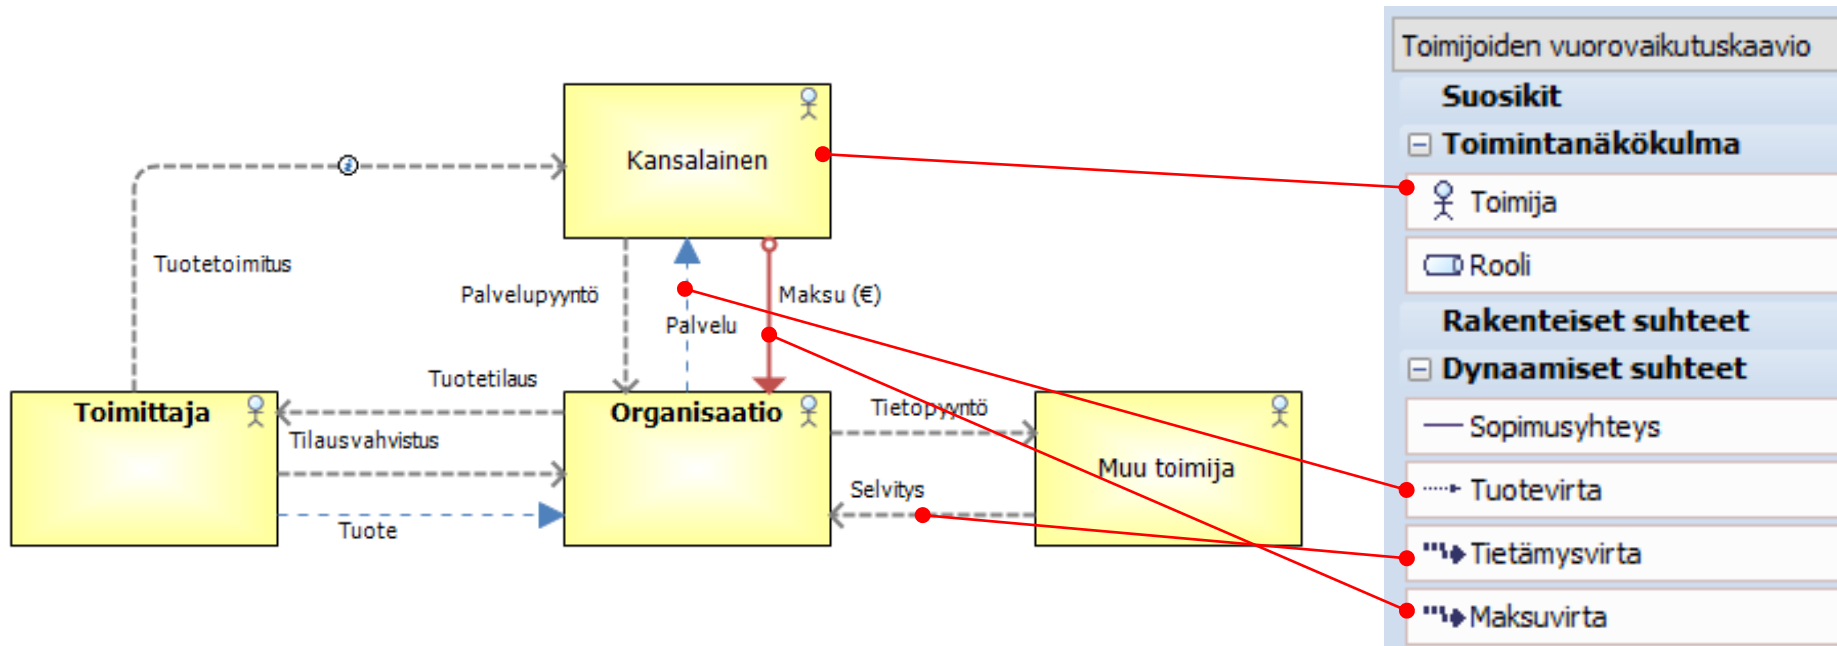 Kansalainen
Tuotetoimitus
Palvelupyyntö
Palvelu
Maksu (€)
Toimittaja
Tuotetilaus
Tilausvahvistus
Tuote
Organisaatio
Tietopyyntö
Selvitys
Muu toimija
Toimijoiden vuorovaikutuskaavio
Suosikit
Toimintanäkökulma
Toimija
Rooli
Rakenteiset suhteet
Dynaamiset suhteet
Sopimusyhteys
Tuotevirta
Tietämysvirta
Maksuvirta